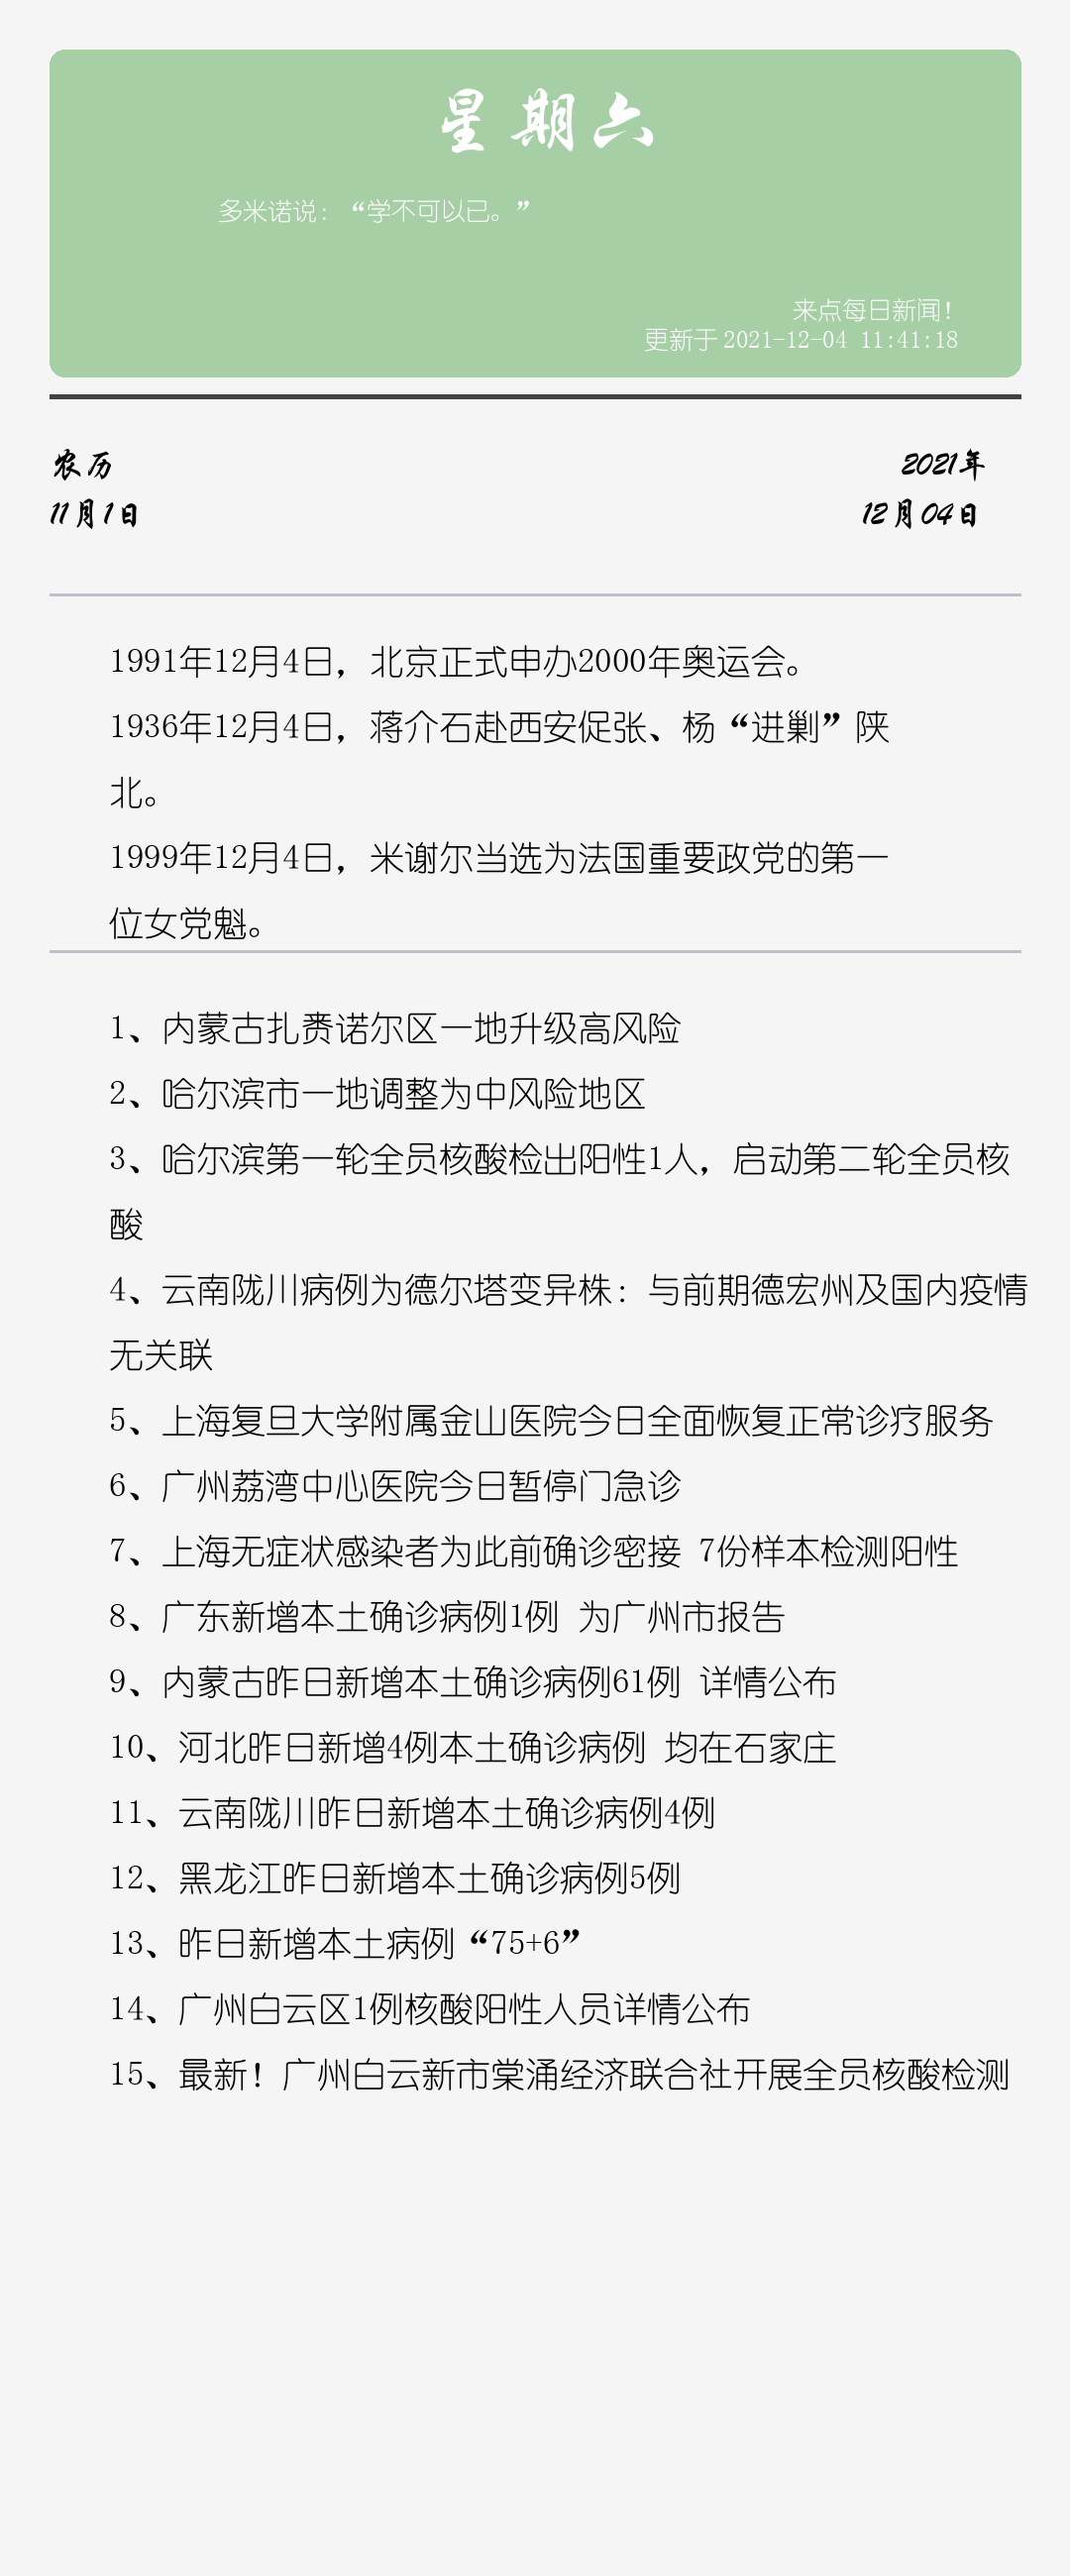 星期六
多米诺说：“学不可以已。”
来点每日新闻！
更新于 2021-12-04 11:41:18
农历
2021年
11月1日
12月04日
1991年12月4日，北京正式申办2000年奥运会。
1936年12月4日，蒋介石赴西安促张、杨“进剿”陕
北。
1999年12月4日，米谢尔当选为法国重要政党的第一
位女党魁。
1、内蒙古扎赉诺尔区一地升级高风险
2、哈尔滨市一地调整为中风险地区
3、哈尔滨第一轮全员核酸检出阳性1人，启动第二轮全员核
酸
4、云南陇川病例为德尔塔变异株：与前期德宏州及国内疫情
无关联
5、上海复旦大学附属金山医院今日全面恢复正常诊疗服务
6、广州荔湾中心医院今日暂停门急诊
7、上海无症状感染者为此前确诊密接 7份样本检测阳性
8、广东新增本土确诊病例1例 为广州市报告
9、内蒙古昨日新增本土确诊病例61例 详情公布
10、河北昨日新增4例本土确诊病例 均在石家庄
11、云南陇川昨日新增本土确诊病例4例
12、黑龙江昨日新增本土确诊病例5例
13、昨日新增本土病例“75+6”
14、广州白云区1例核酸阳性人员详情公布
15、最新！广州白云新市棠涌经济联合社开展全员核酸检测